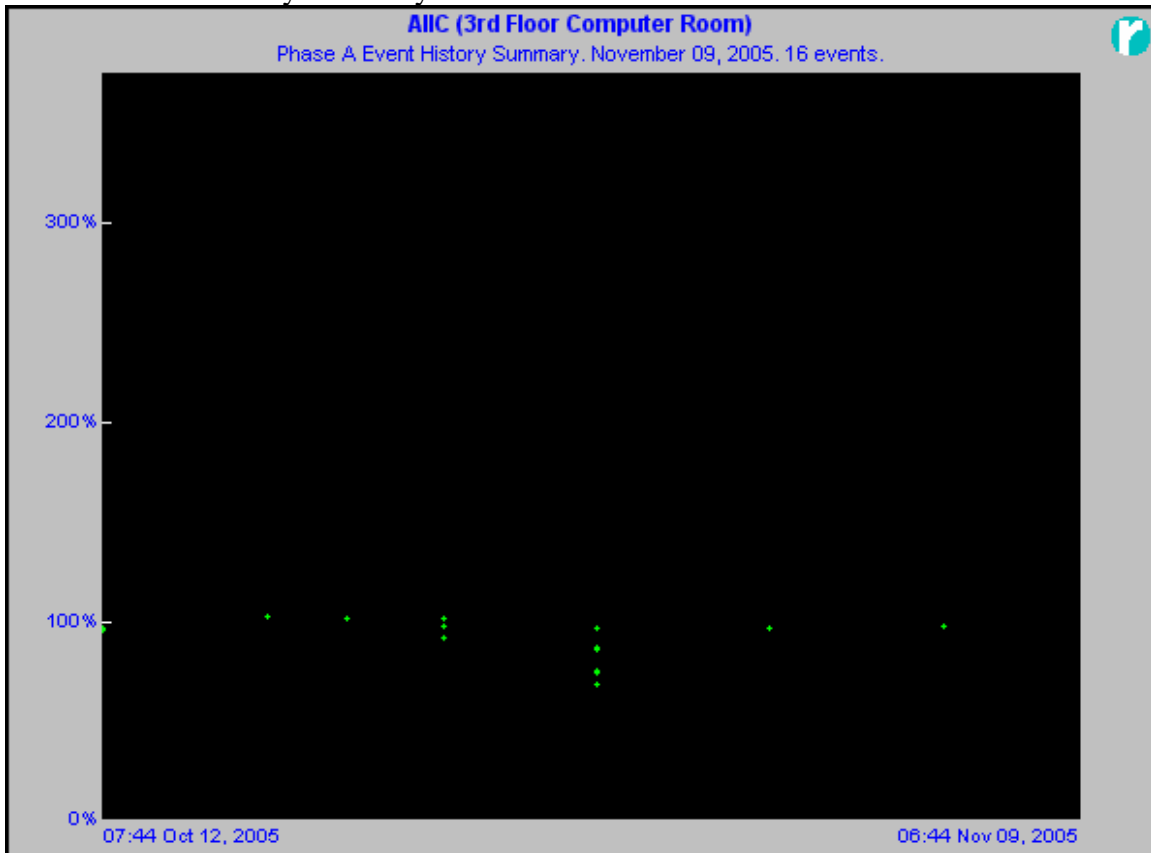 AIIC (3rd Floor Computer Room)
Phase A Event History Summary. November 09, 2005. 16 events.
r
300%
200%
100%
0%
07:44 Oct 12, 2005 06:44 Nov 09, 2005